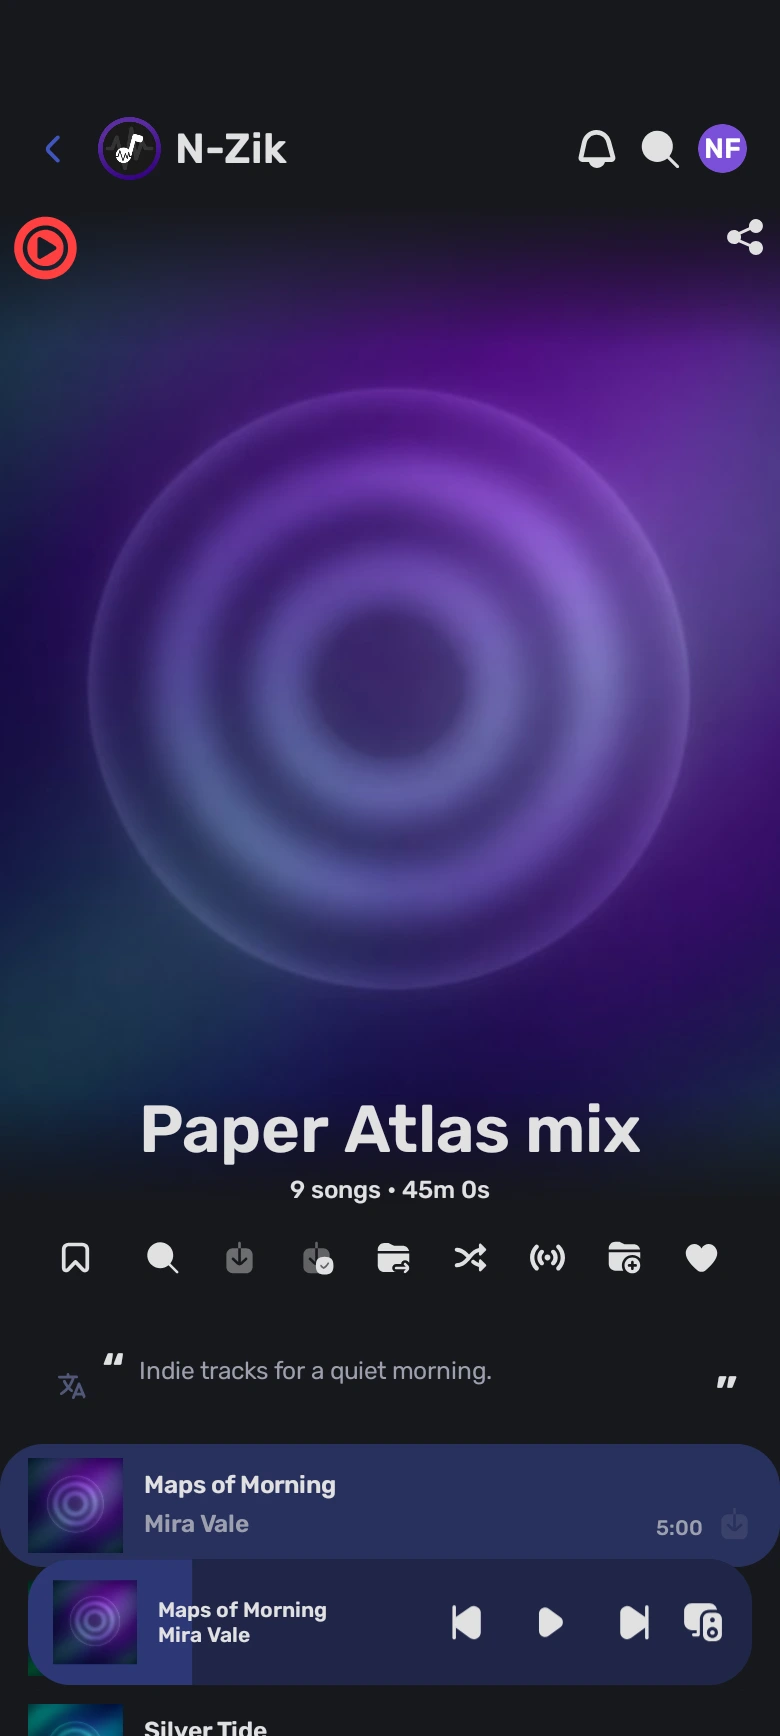 N-Zik
NF
Paper Atlas mix
9 songs • 45m 0s
“ Indie tracks for a quiet morning. ”
Maps of Morning
Mira Vale
5:00
Maps of Morning
Mira Vale
Silver Tide